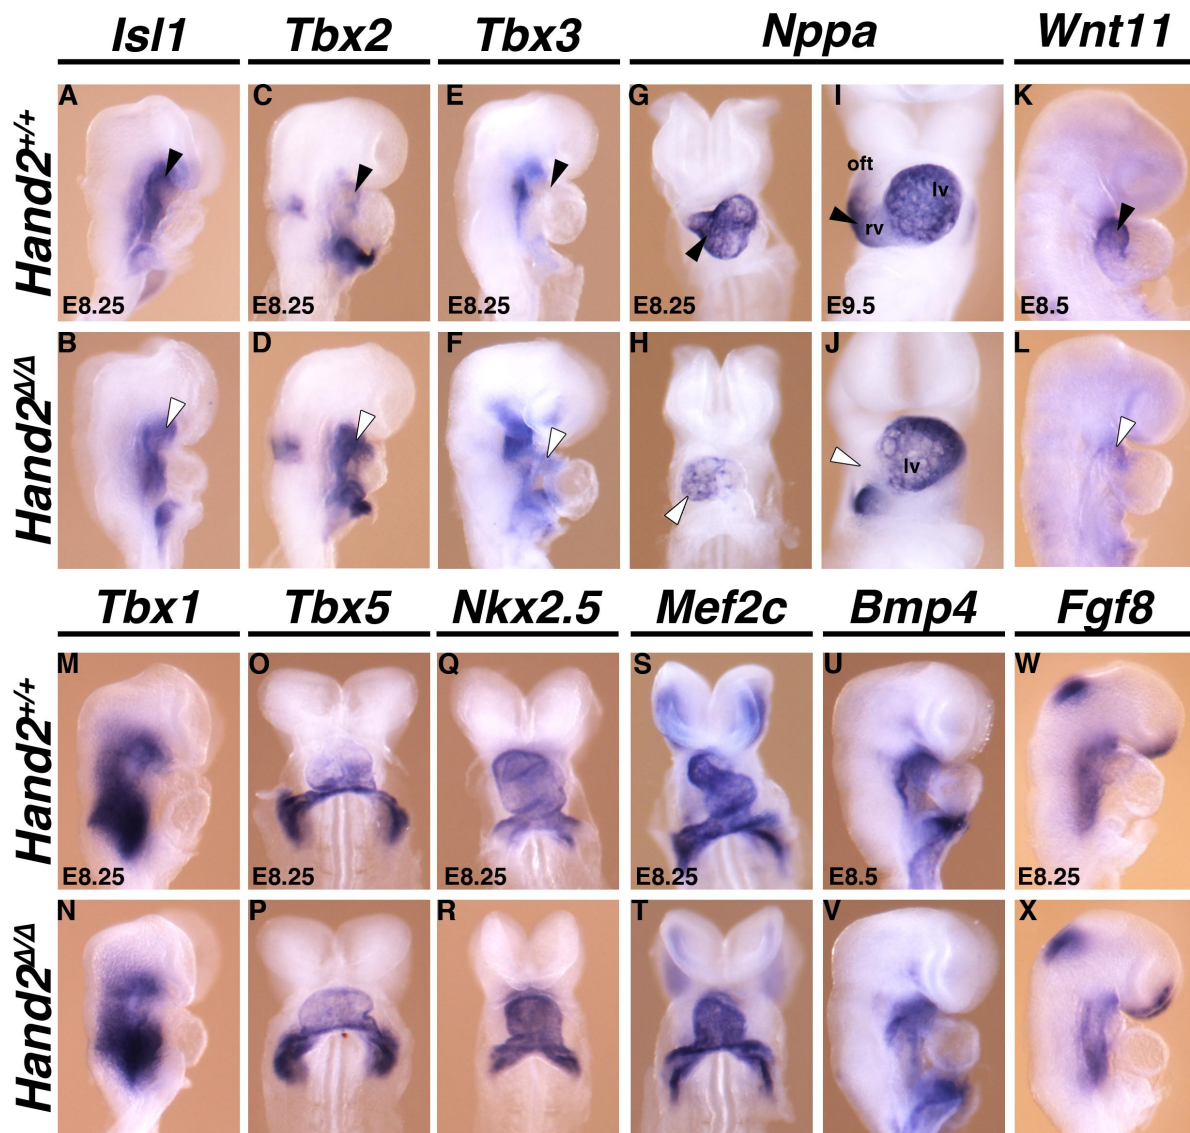 Isl1 Tbx2 Tbx3 Nppa Wnt11
Hand2+/+
A C E G I K
oft
lv
rv
E8.25 E8.25 E8.25 E8.25 E9.5 E8.5
Hand2Δ/Δ
B D F H J L
lv
Tbx1 Tbx5 Nkx2.5 Mef2c Bmp4 Fgf8
Hand2+/+
M O Q S U W
E8.25 E8.25 E8.25 E8.25 E8.5 E8.25
Hand2Δ/Δ
N P R T V X